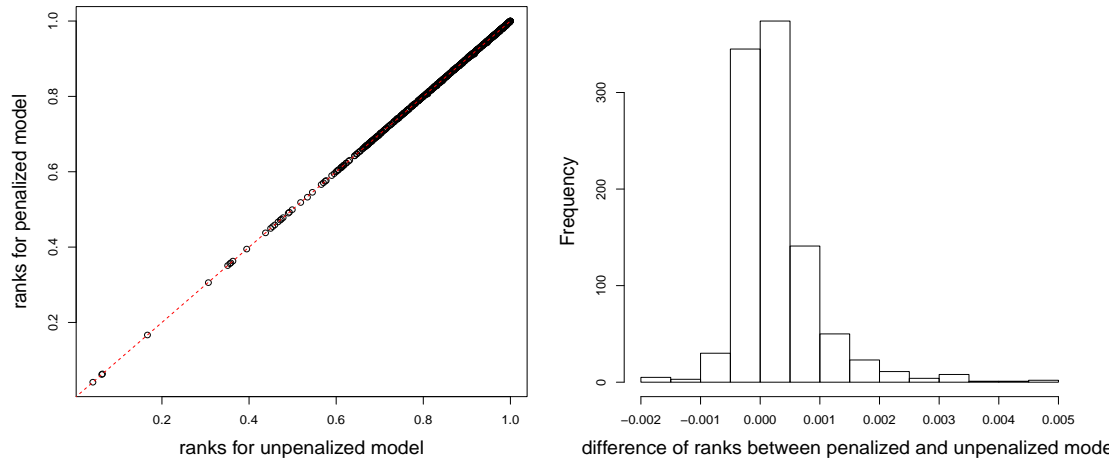 1.0
0.8
0.6
0.4
0.2
ranks for penalized model
0.2 0.4 0.6 0.8 1.0
ranks for unpenalized model
300
200
100
0
Frequency
−0.002 −0.001 0.000 0.001 0.002 0.003 0.004 0.005
difference of ranks between penalized and unpenalized mode